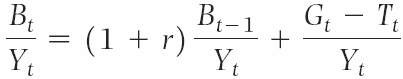 B_t/Y_t = (1 + r) B_{t−1}/Y_t + (G_t − T_t)/Y_t